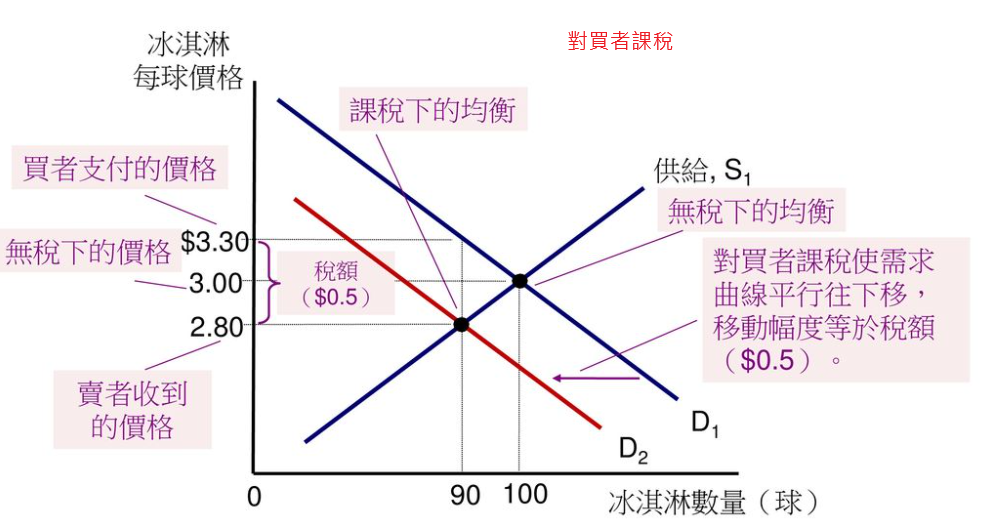 對買者課稅
冰淇淋
每球價格
課稅下的均衡
買者支付的價格
供給, S1
無稅下的均衡
無稅下的價格
$3.30
3.00
2.80
稅額
（$0.5）
對買者課稅使需求
曲線平行往下移，
移動幅度等於稅額
（$0.5）。
賣者收到
的價格
D1
D2
0
90
100
冰淇淋數量（球）